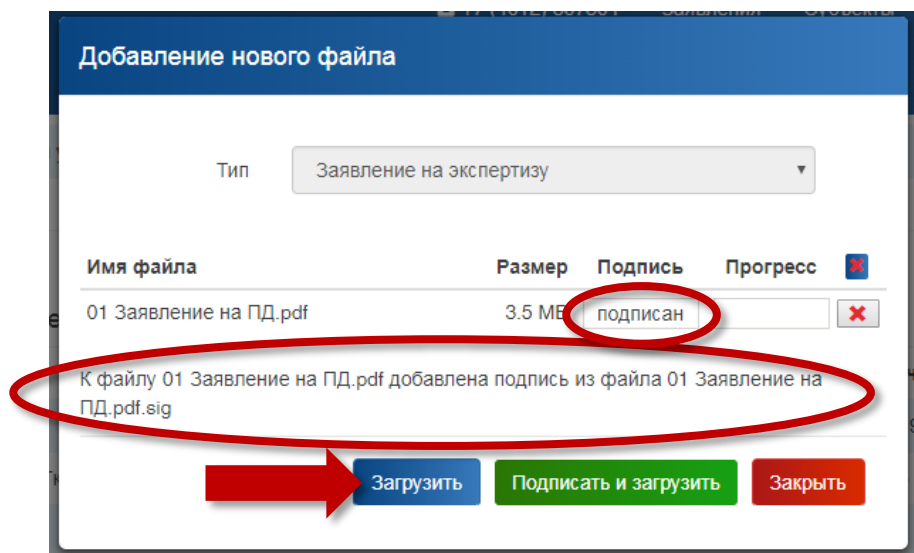 Добавление нового файла
Тип Заявление на экспертизу
Имя файла Размер Подпись Прогресс
01 Заявление на ПД.pdf 3.5 МБ подписан
К файлу 01 Заявление на ПД.pdf добавлена подпись из файла 01 Заявление на
ПД.pdf.sig
Загрузить Подписать и загрузить Закрыть